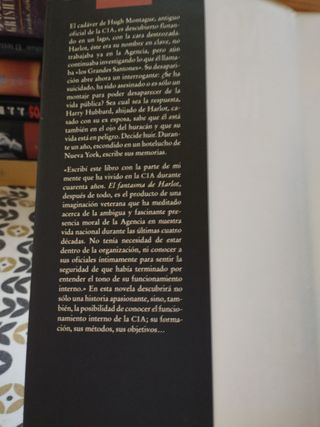 El cadáver de Hugh Montague, antiguo
oficial de la CIA, es descubierto flotan-
do en un lago, con la cara destrozada.
Harlot, éste era su nombre en clave, no
trabajaba ya en la Agencia, pero aún
continuaba investigando lo que él llama-
ba «los Grandes Santones». Su desapari-
ción abre ahora un interrogante: ¿Se ha
suicidado, ha sido asesinado o es sólo un
montaje para poder desaparecer de la
vida pública? Sea cual sea la respuesta,
Harry Hubbard, ahijado de Harlot, ca-
sado con su ex esposa, sabe que él está
también en el ojo del huracán y que su
vida está en peligro. Decide huir. Duran-
te un año, escondido en un hotelucho de
Nueva York, escribe sus memorias.
«Escribí este libro con la parte de mi
mente que ha vivido en la CIA durante
cuarenta años. El fantasma de Harlot,
después de todo, es el producto de una
imaginación veterana que ha meditado
acerca de la ambigua y fascinante pre-
sencia moral de la Agencia en nuestra
vida nacional durante las últimas cuatro
décadas. No tenía necesidad de estar
dentro de la organización, ni conocer a
sus oficiales íntimamente para sentir la
seguridad de que había terminado por
entender el tono de su funcionamiento
interno.» En esta novela descubrirá no
sólo una historia apasionante, sino, tam-
bién, la posibilidad de conocer el funcio-
namiento interno de la CIA; su forma-
ción, sus métodos, sus objetivos...